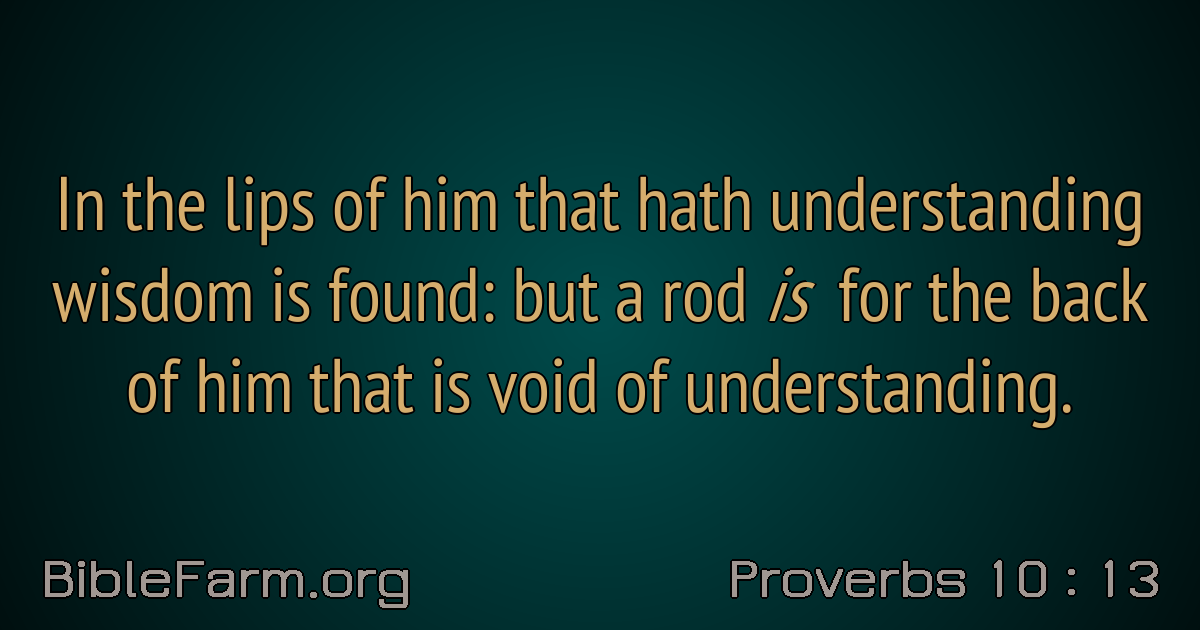 In the lips of him that hath understanding
wisdom is found: but a rod is for the back
of him that is void of understanding.
BibleFarm.org
Proverbs 10 : 13